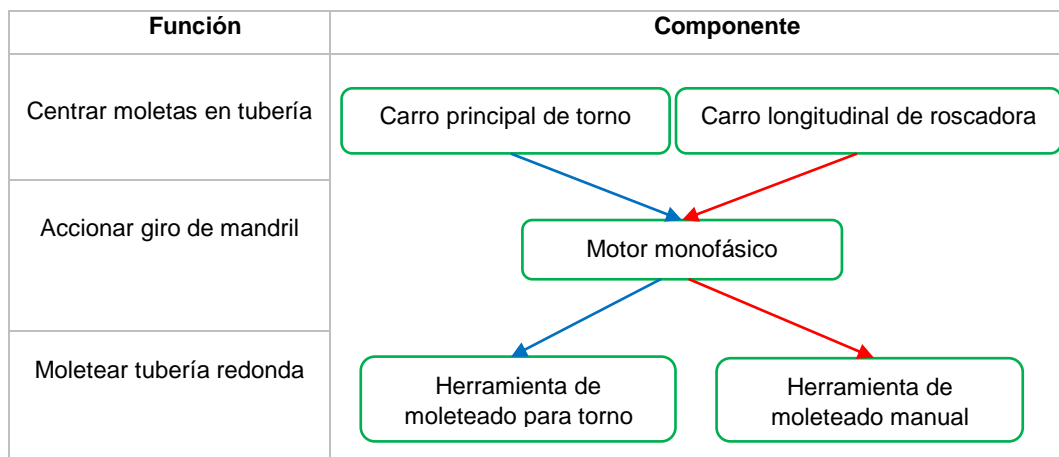 Función
Componente
Centrar moletas en tubería
Carro principal de torno
Carro longitudinal de roscadora
Accionar giro de mandril
Motor monofásico
Moletear tubería redonda
Herramienta de
moleteado para torno
Herramienta de
moleteado manual